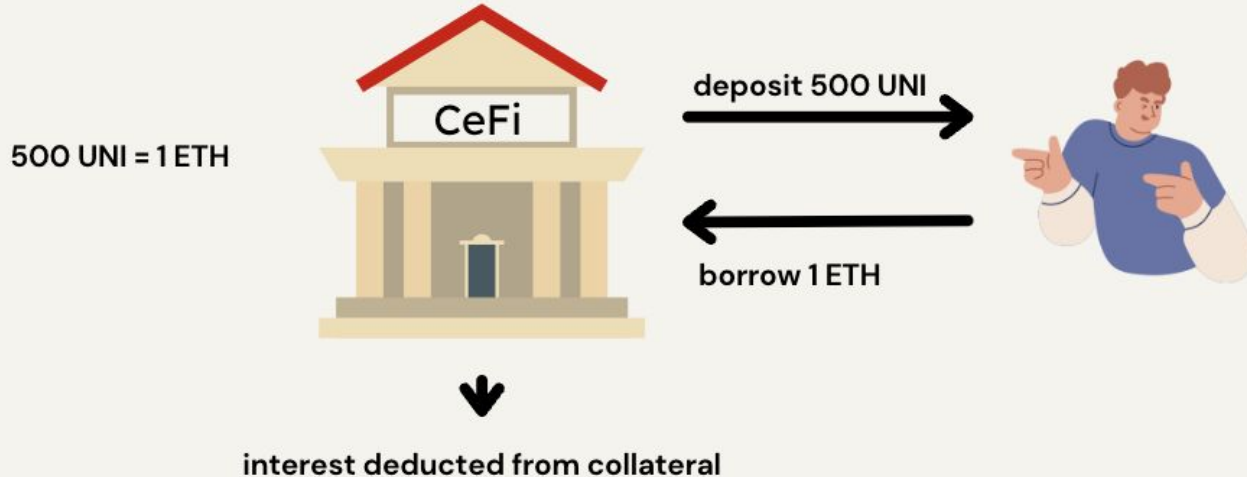 CeFi
deposit 500 UNI
500 UNI = 1 ETH
borrow 1 ETH
interest deducted from collateral